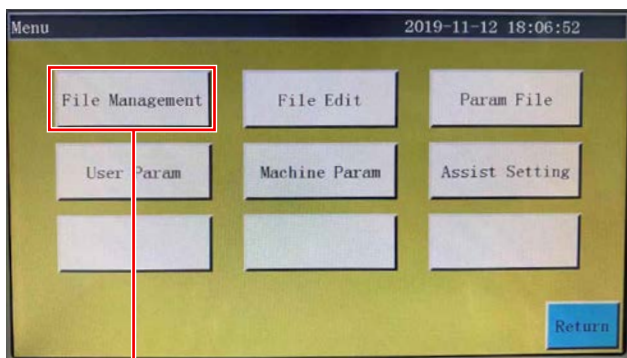 Menu 2019-11-12 18:06:52
File Management File Edit Param File
User Param Machine Param Assist Setting
Return